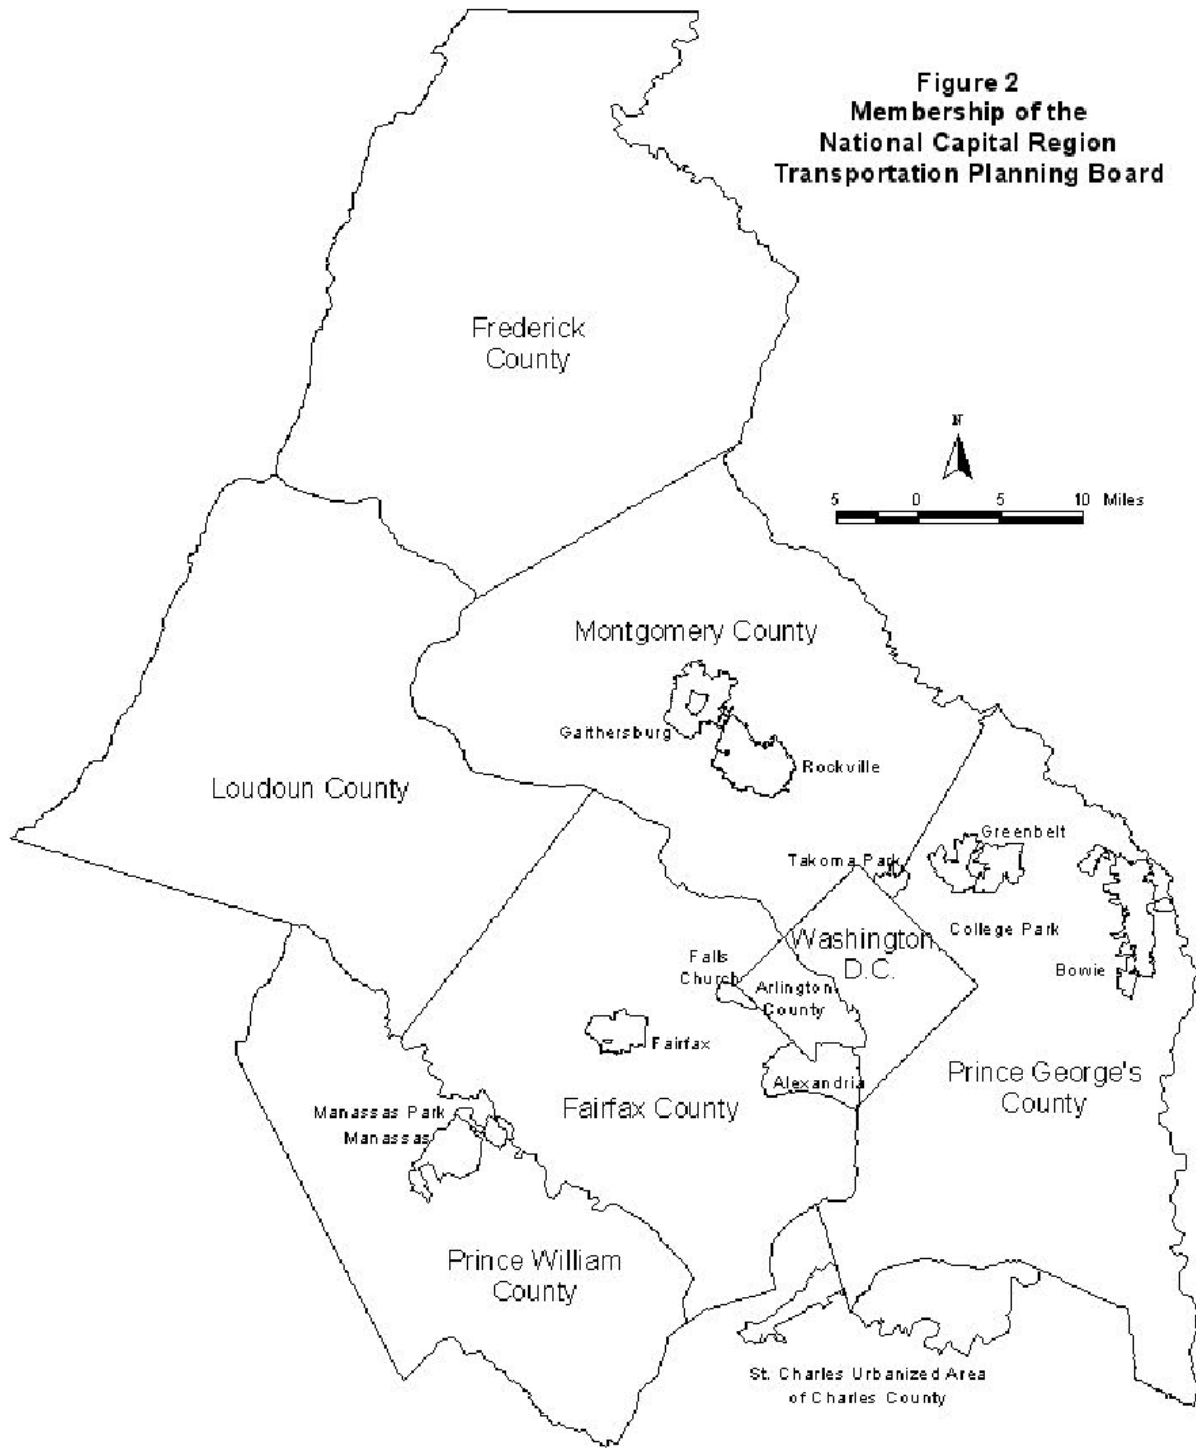 Figure 2
Membership of the
National Capital Region
Transportation Planning Board
Frederick
County
N
5 0 5 10 Miles
Montgomery County
Gaithersburg
Rockville
Loudoun County
Greenbelt
Takoma Park
College Park
Washington
D.C.
Falls
Church
Bowie
Arlington
County
Fairfax
Prince George's
County
Alexandria
Fairfax County
Manassas Park
Manassas
Prince William
County
St. Charles Urbanized Area
of Charles County